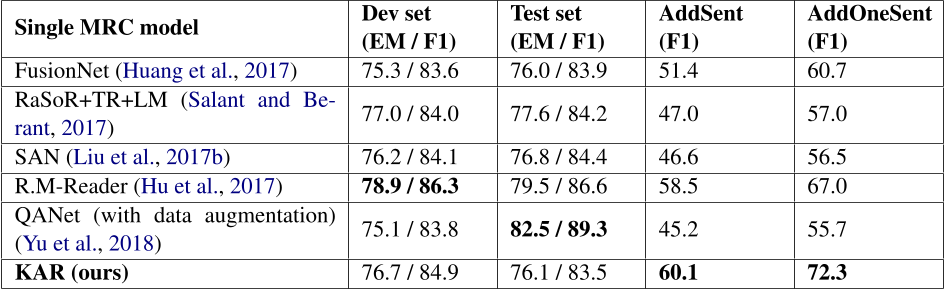 Single MRC model Dev set (EM / F1) Test set (EM / F1) AddSent (F1) AddOneSent (F1)
FusionNet (Huang et al., 2017) 75.3 / 83.6 76.0 / 83.9 51.4 60.7
RaSoR+TR+LM (Salant and Be-
rant, 2017) 77.0 / 84.0 77.6 / 84.2 47.0 57.0
SAN (Liu et al., 2017b) 76.2 / 84.1 76.8 / 84.4 46.6 56.5
R.M-Reader (Hu et al., 2017) 78.9 / 86.3 79.5 / 86.6 58.5 67.0
QANet (with data augmentation)
(Yu et al., 2018) 75.1 / 83.8 82.5 / 89.3 45.2 55.7
KAR (ours) 76.7 / 84.9 76.1 / 83.5 60.1 72.3